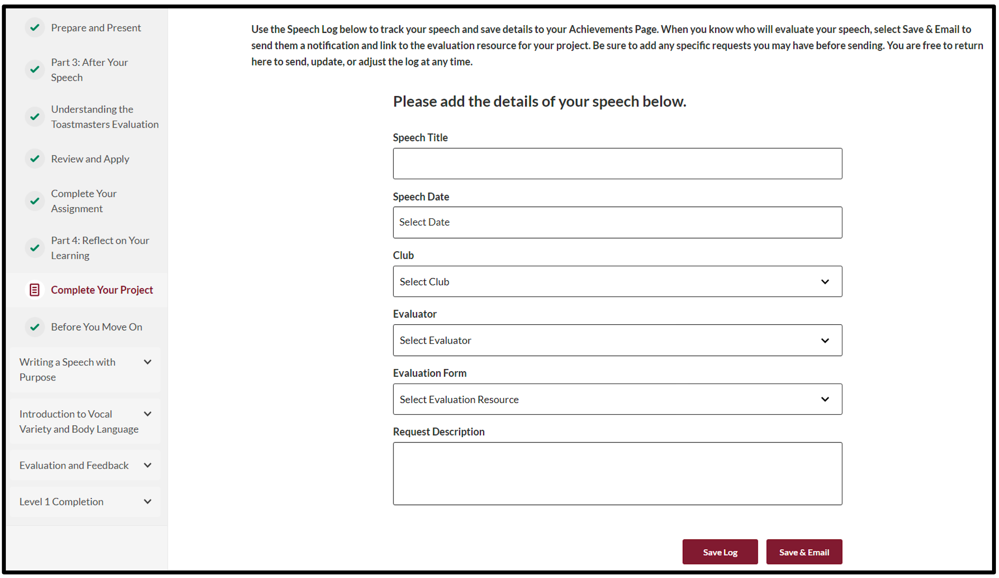 Prepare and Present
Part 3: After Your
Speech
Understanding the
Toastmasters Evaluation
Review and Apply
Complete Your
Assignment
Part 4: Reflect on Your
Learning
Complete Your Project
Before You Move On
Writing a Speech with
Purpose
Introduction to Vocal
Variety and Body Language
Evaluation and Feedback
Level 1 Completion
Use the Speech Log below to track your speech and save details to your Achievements Page. When you know who will evaluate your speech, select Save & Email to
send them a notification and link to the evaluation resource for your project. Be sure to add any specific requests you may have before sending. You are free to return
here to send, update, or adjust the log at any time.
Please add the details of your speech below.
Speech Title
Speech Date
Select Date
Club
Select Club
Evaluator
Select Evaluator
Evaluation Form
Select Evaluation Resource
Request Description
Save Log
Save & Email